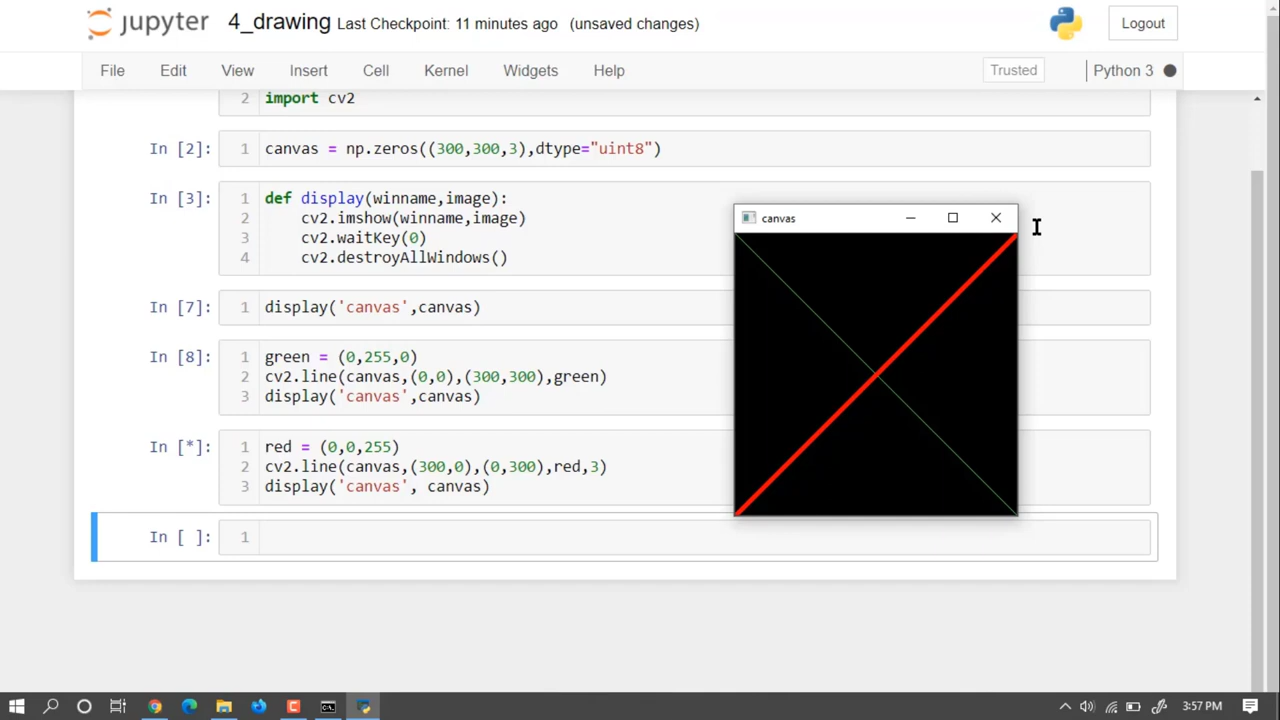 jupyter 4_drawing Last Checkpoint: 11 minutes ago (unsaved changes) Logout
File Edit View Insert Cell Kernel Widgets Help Trusted Python 3
2 import cv2
In [2]: 1 canvas = np.zeros((300,300,3),dtype="uint8")
In [3]: 1 def display(winname,image):
2 cv2.imshow(winname,image)
3 cv2.waitKey(0)
4 cv2.destroyAllWindows()
canvas
In [7]: 1 display('canvas',canvas)
In [8]: 1 green = (0,255,0)
2 cv2.line(canvas,(0,0),(300,300),green)
3 display('canvas',canvas)
In [*]: 1 red = (0,0,255)
2 cv2.line(canvas,(300,0),(0,300),red,3)
3 display('canvas', canvas)
In [ ]: 1
3:57 PM